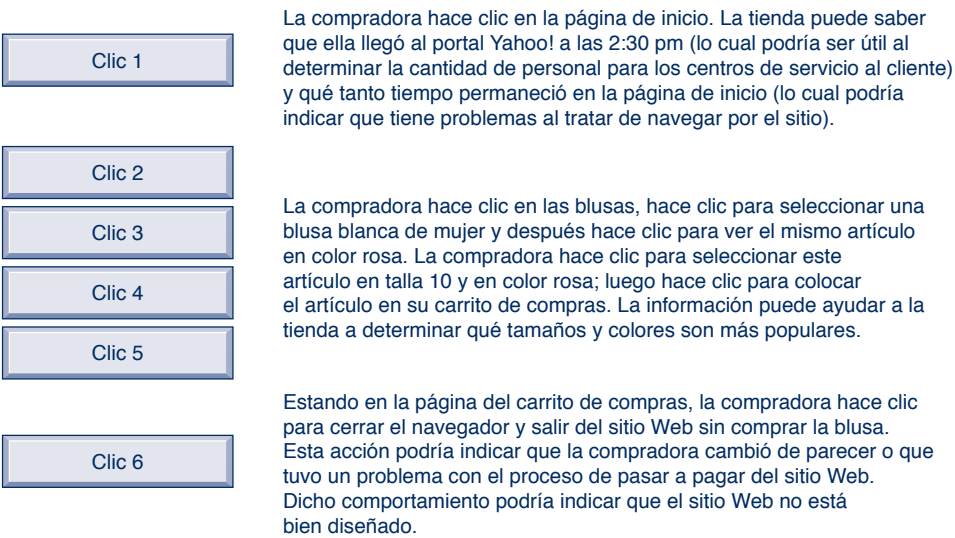 Clic 1
La compradora hace clic en la página de inicio. La tienda puede saber
que ella llegó al portal Yahoo! a las 2:30 pm (lo cual podría ser útil al
determinar la cantidad de personal para los centros de servicio al cliente)
y qué tanto tiempo permaneció en la página de inicio (lo cual podría
indicar que tiene problemas al tratar de navegar por el sitio).
Clic 2
Clic 3
Clic 4
Clic 5
La compradora hace clic en las blusas, hace clic para seleccionar una
blusa blanca de mujer y después hace clic para ver el mismo artículo
en color rosa. La compradora hace clic para seleccionar este
artículo en talla 10 y en color rosa; luego hace clic para colocar
el artículo en su carrito de compras. La información puede ayudar a la
tienda a determinar qué tamaños y colores son más populares.
Clic 6
Estando en la página del carrito de compras, la compradora hace clic
para cerrar el navegador y salir del sitio Web sin comprar la blusa.
Esta acción podría indicar que la compradora cambió de parecer o que
tuvo un problema con el proceso de pasar a pagar del sitio Web.
Dicho comportamiento podría indicar que el sitio Web no está
bien diseñado.